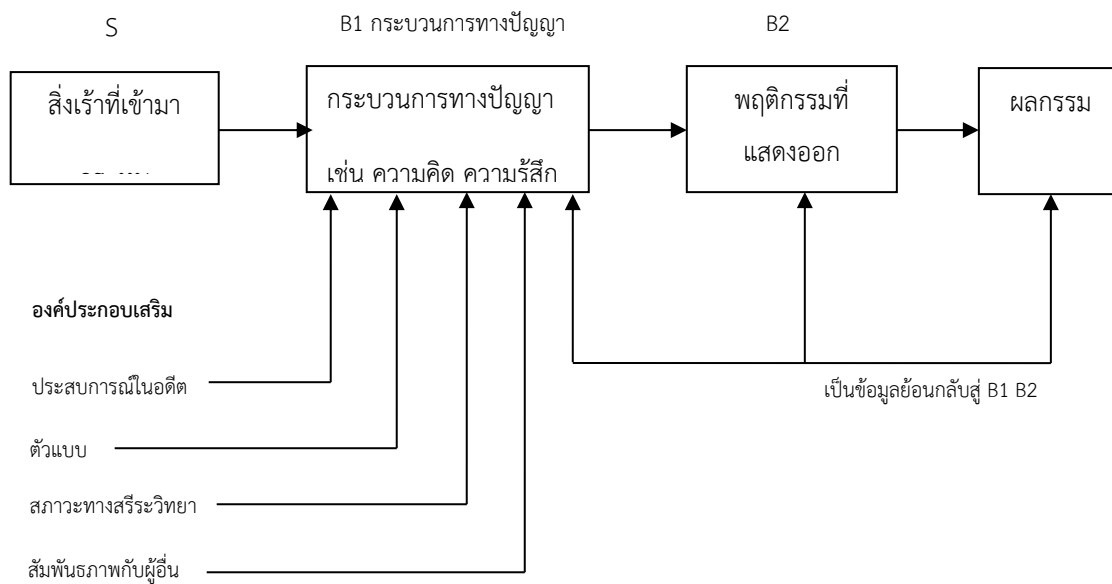 S
B1 กระบวนการทางปัญญา
B2
สิ่งเร้าที่เข้ามา
กระบวนการทางปัญญา
เช่น ความคิด ความรู้สึก
พฤติกรรมที่
แสดงออก
ผลกรรม
องค์ประกอบเสริม
ประสบการณ์ในอดีต
เป็นข้อมูลย้อนกลับสู่ B1 B2
ตัวแบบ
สภาวะทางสรีระวิทยา
สัมพันธภาพกับผู้อื่น